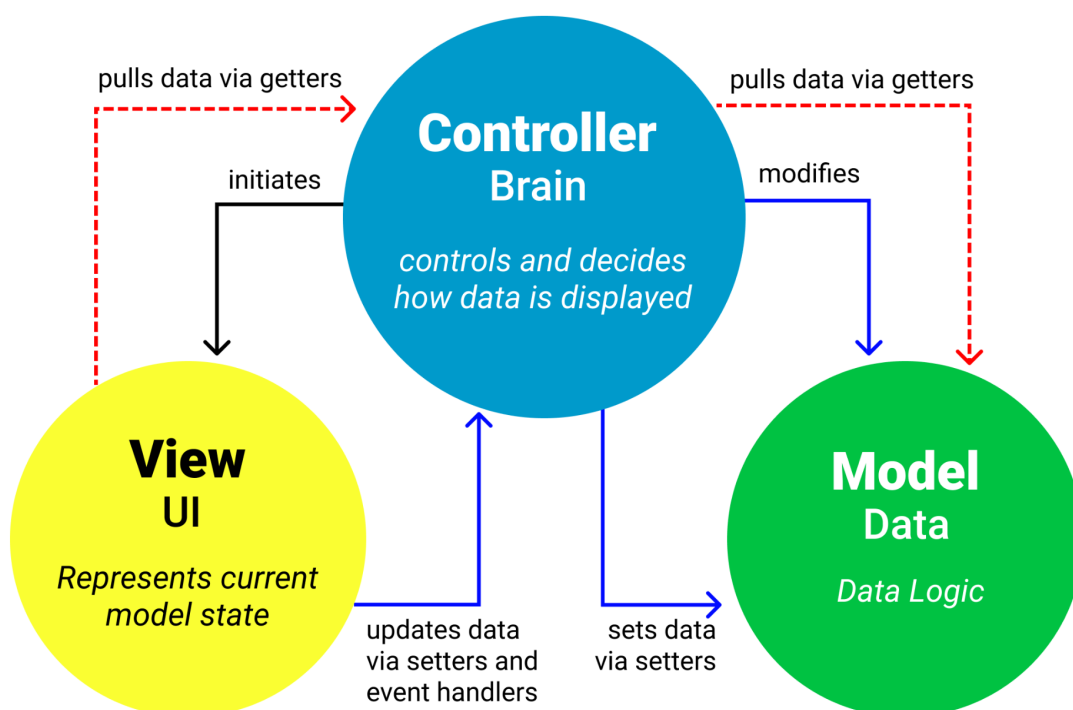 pulls data via getters
pulls data via getters
Controller
Brain
initiates
modifies
controls and decides
how data is displayed
View
UI
Represents current
model state
Model
Data
Data Logic
updates data
via setters and
event handlers
sets data
via setters